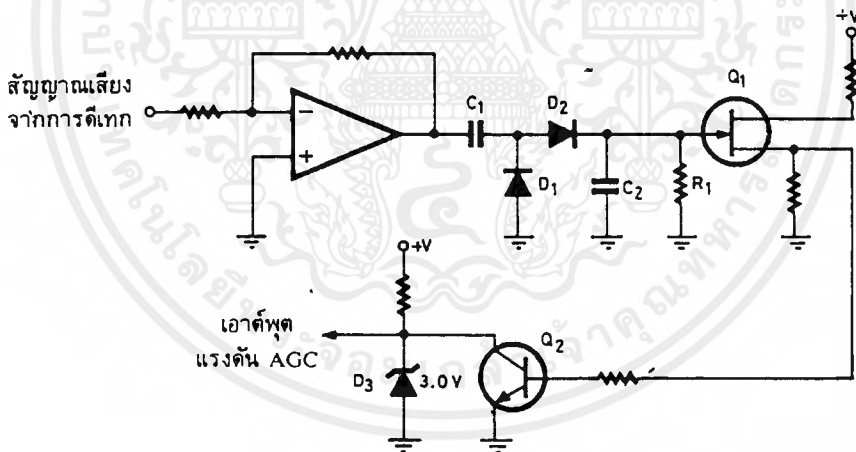 สัญญาณเสียง
จากการดีเทก
C1
D2
D1
C2
R1
Q1
+V
+V
เอาต์พุต
แรงดัน AGC
D3
3.0 V
Q2